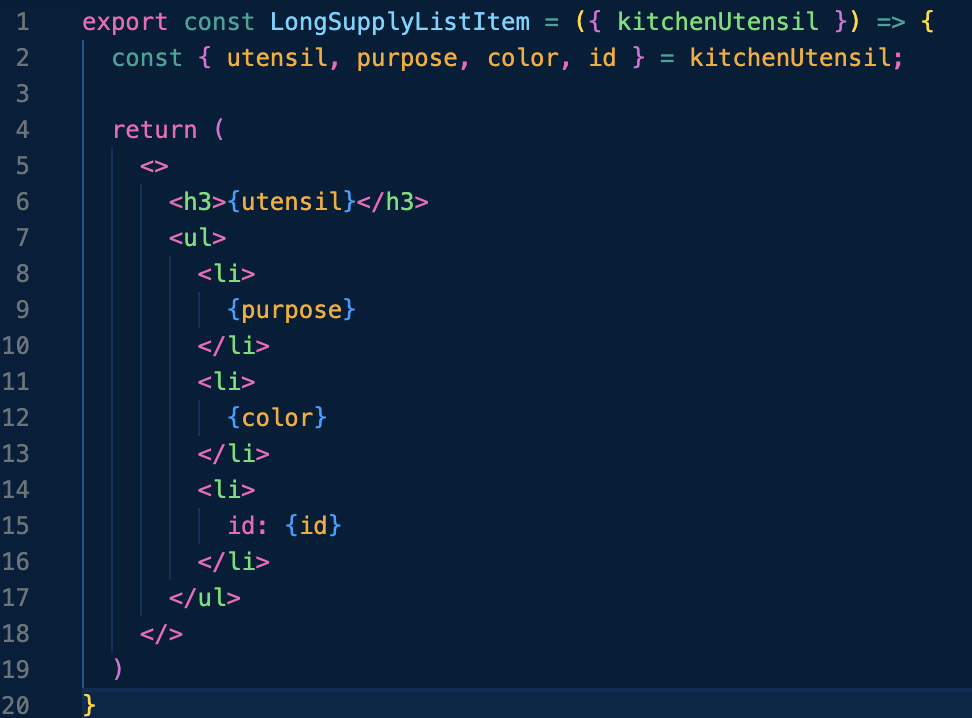 1 export const LongSupplyListItem = ({ kitchenUtensil }) => {
2   const { utensil, purpose, color, id } = kitchenUtensil;
3
4   return (
5     <>
6       <h3>{utensil}</h3>
7       <ul>
8         <li>
9           {purpose}
10         </li>
11         <li>
12           {color}
13         </li>
14         <li>
15           id: {id}
16         </li>
17       </ul>
18     </>
19   )
20 }